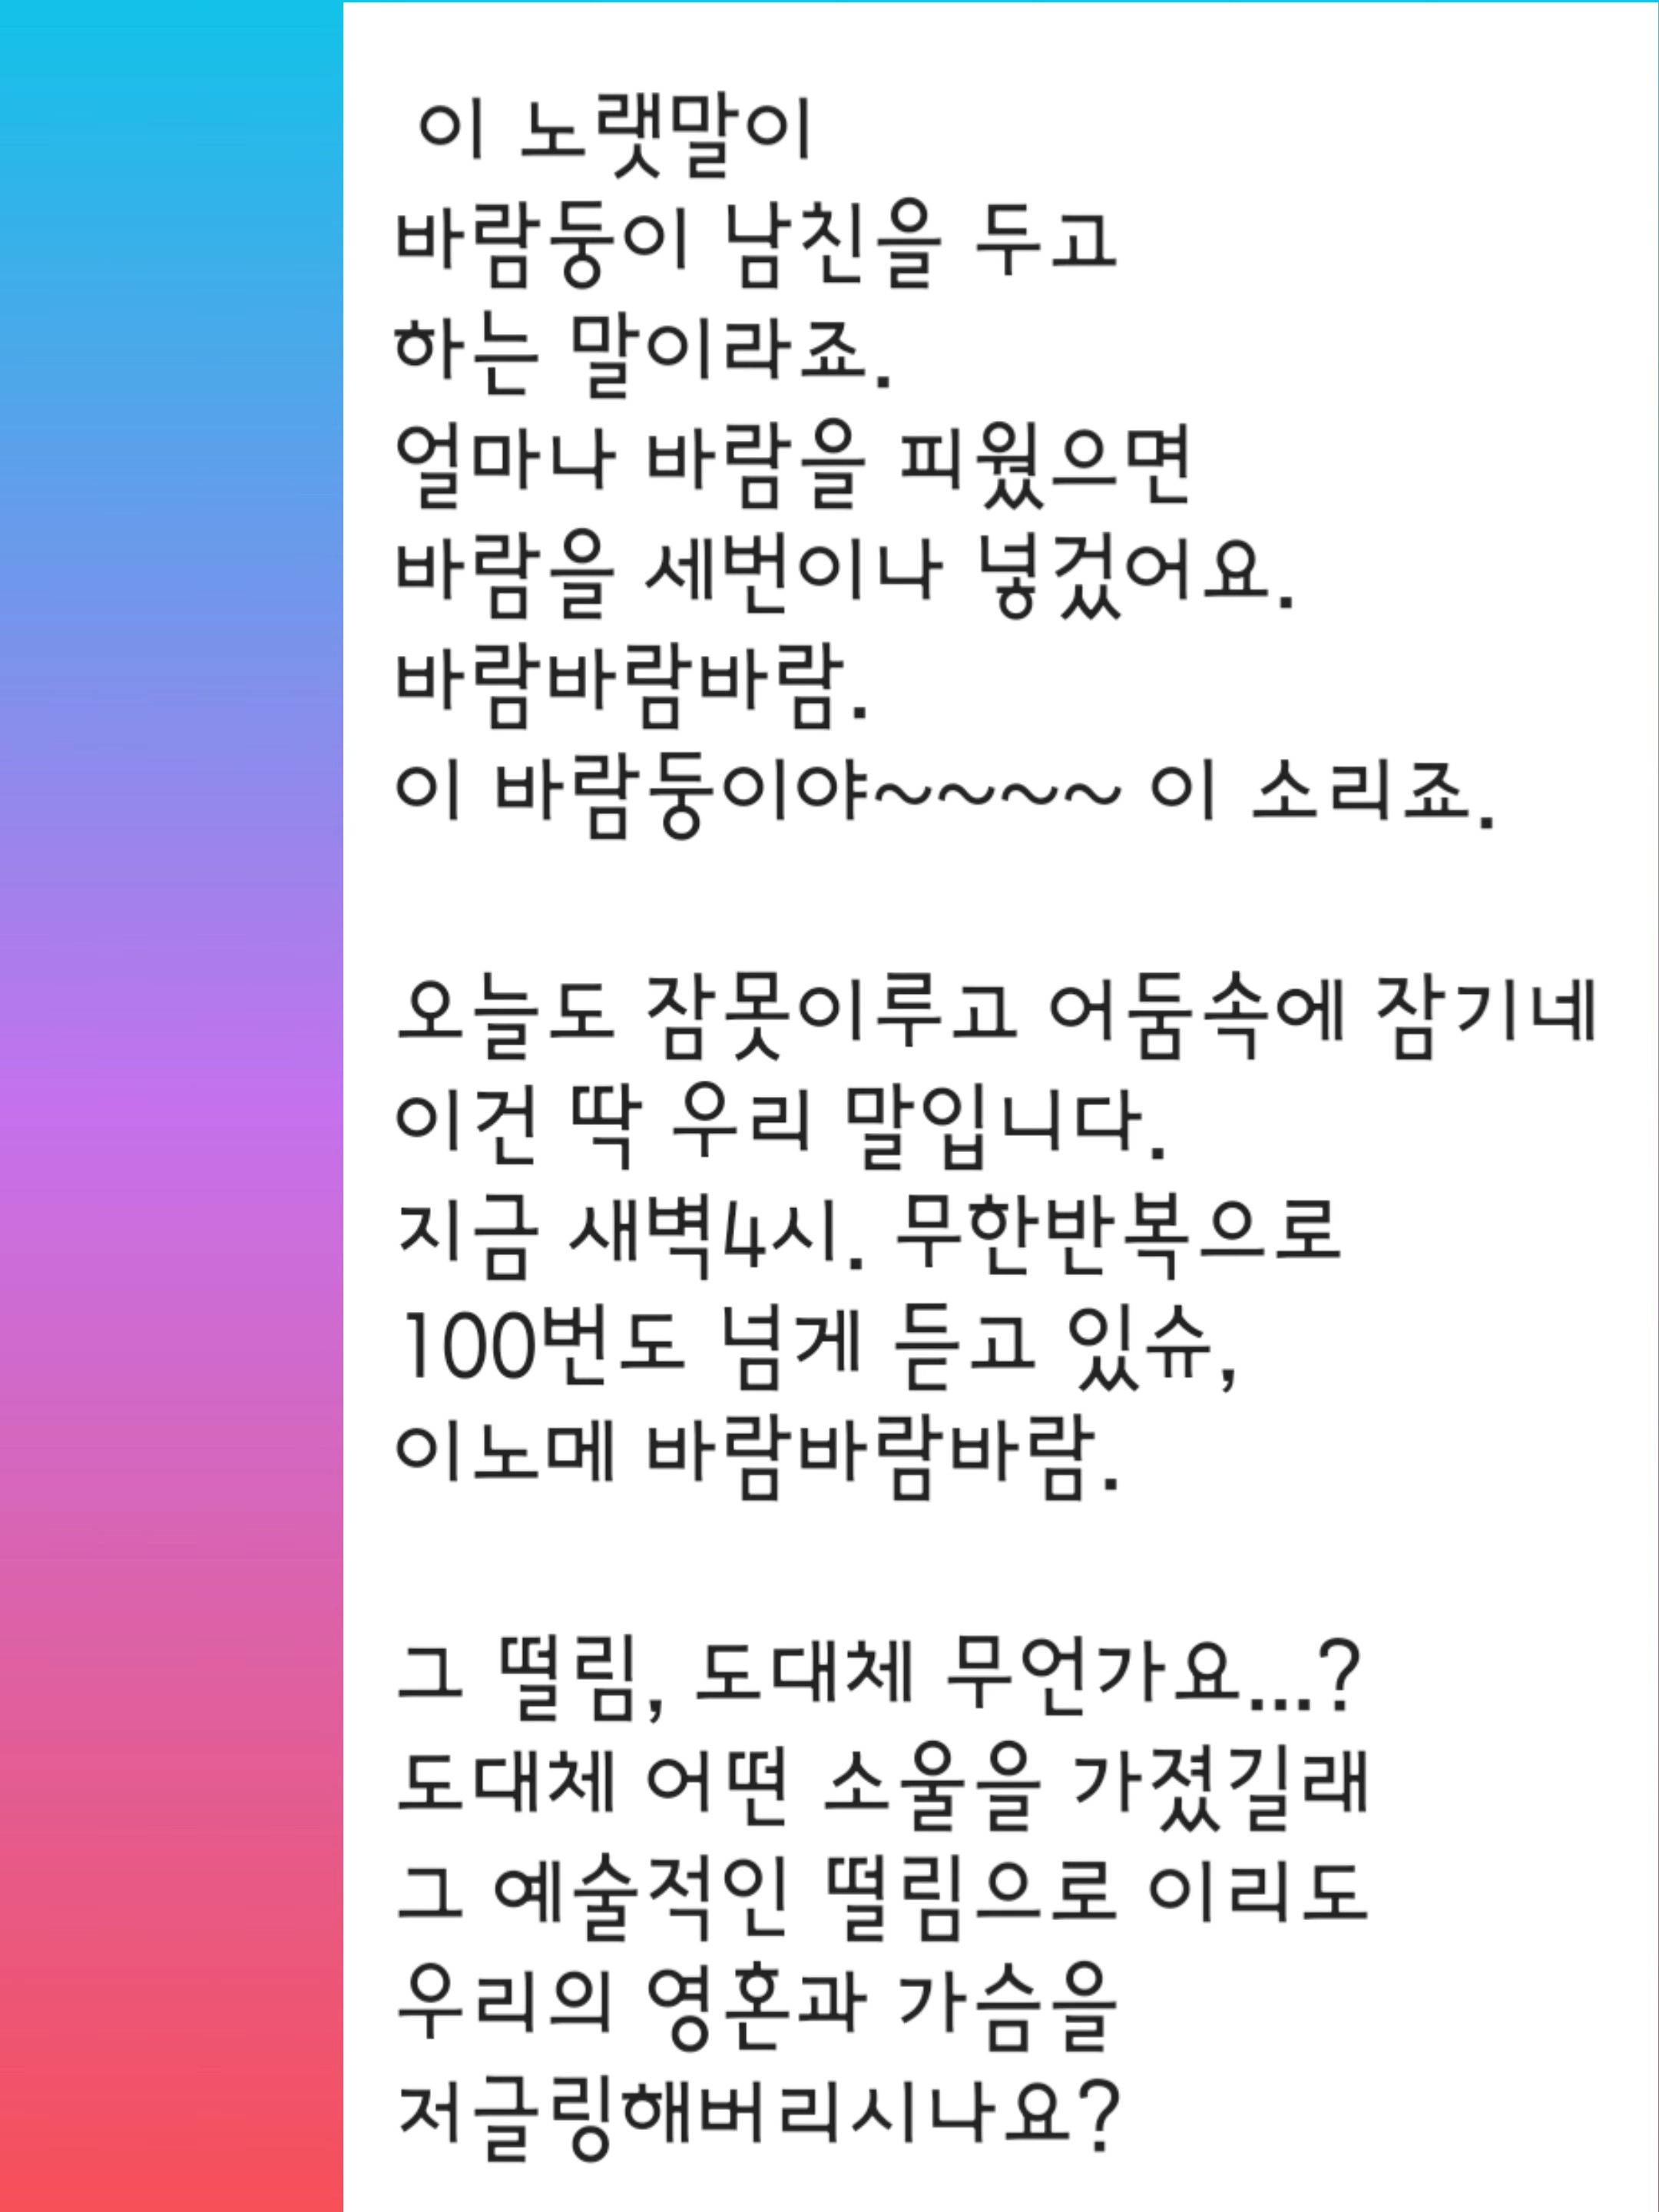 이 노랫말이
바람둥이 남친을 두고
하는 말이라죠.
얼마나 바람을 피웠으면
바람을 세번이나 넣겄어요.
바람바람바람.
이 바람둥이야~~~~ 이 소리죠.
오늘도 잠못이루고 어둠속에 잠기네
이건 딱 우리 말입니다.
지금 새벽4시. 무한반복으로
100번도 넘게 듣고 있슈,
이노메 바람바람바람.
그 떨림, 도대체 무언가요...?
도대체 어떤 소울을 가졌길래
그 예술적인 떨림으로 이리도
우리의 영혼과 가슴을
저글링해버리시나요?